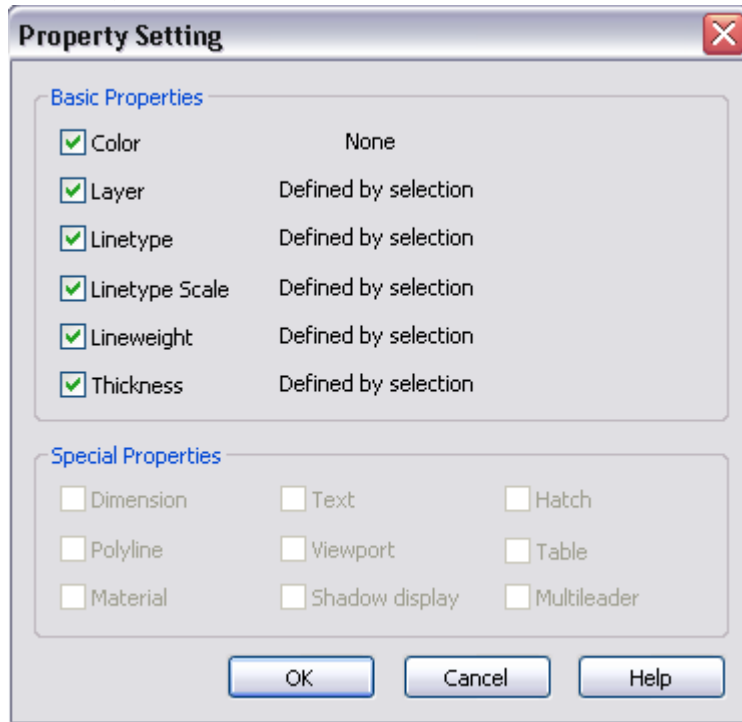 Property Setting
Basic Properties
Color None
Layer Defined by selection
Linetype Defined by selection
Linetype Scale Defined by selection
Lineweight Defined by selection
Thickness Defined by selection
Special Properties
Dimension Text Hatch
Polyline Viewport Table
Material Shadow display Multileader
OK Cancel Help